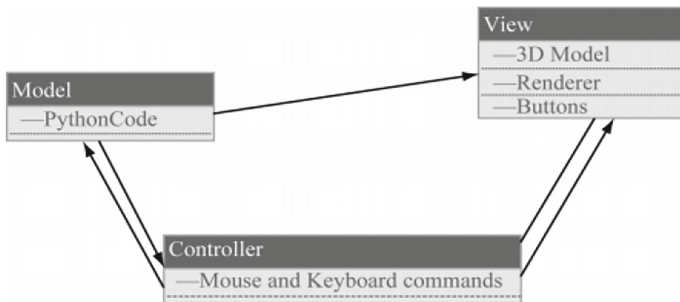 Model
—PythonCode
View
—3D Model
—Renderer
—Buttons
Controller
—Mouse and Keyboard commands